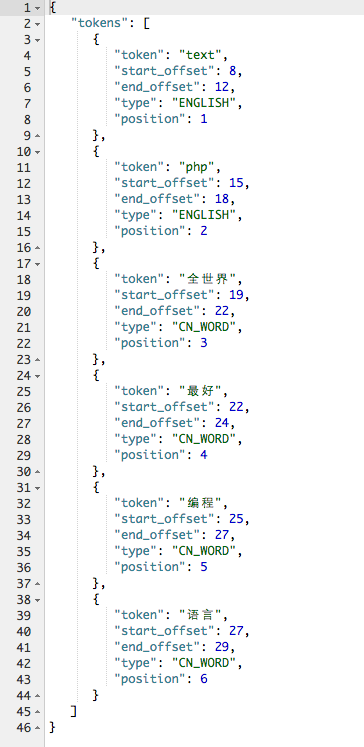 1 {
2 "tokens": [
3 {
4 "token": "text",
5 "start_offset": 8,
6 "end_offset": 12,
7 "type": "ENGLISH",
8 "position": 1
9 },
10 {
11 "token": "php",
12 "start_offset": 15,
13 "end_offset": 18,
14 "type": "ENGLISH",
15 "position": 2
16 },
17 {
18 "token": "全世界",
19 "start_offset": 19,
20 "end_offset": 22,
21 "type": "CN_WORD",
22 "position": 3
23 },
24 {
25 "token": "最好",
26 "start_offset": 22,
27 "end_offset": 24,
28 "type": "CN_WORD",
29 "position": 4
30 },
31 {
32 "token": "编程",
33 "start_offset": 25,
34 "end_offset": 27,
35 "type": "CN_WORD",
36 "position": 5
37 },
38 {
39 "token": "语言",
40 "start_offset": 27,
41 "end_offset": 29,
42 "type": "CN_WORD",
43 "position": 6
44 }
45 ]
46 }